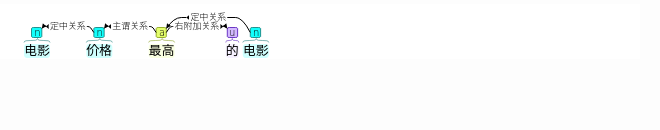 定中关系
定中关系 主谓关系 右附加关系
n n a u n
电影 价格 最高 的 电影